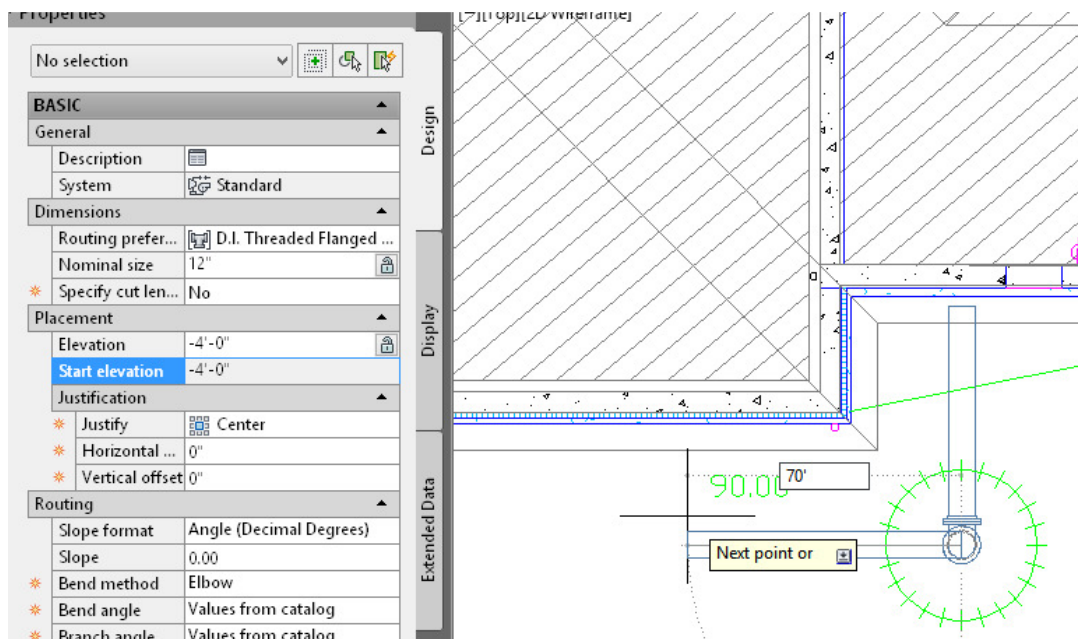 Properties
[–][Top][2D Wireframe]
No selection
BASIC
General
Description
System Standard
Dimensions
Routing prefer... D.I. Threaded Flanged ...
Nominal size 12"
Specify cut len... No
Placement
Elevation -4'-0"
Start elevation -4'-0"
Justification
Justify Center
Horizontal ... 0"
Vertical offset 0"
Routing
Slope format Angle (Decimal Degrees)
Slope 0.00
Bend method Elbow
Bend angle Values from catalog
Branch angle Values from catalog
Design
Display
Extended Data
90.00
70'
Next point or